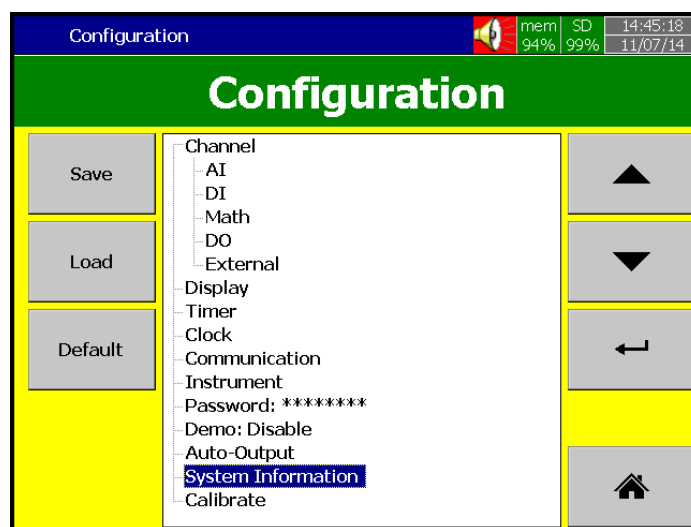 Configuration
mem SD 14:45:18
94% 99% 11/07/14
Configuration
Save
Load
Default
Channel
AI
DI
Math
DO
External
Display
Timer
Clock
Communication
Instrument
Password: ********
Demo: Disable
Auto-Output
System Information
Calibrate